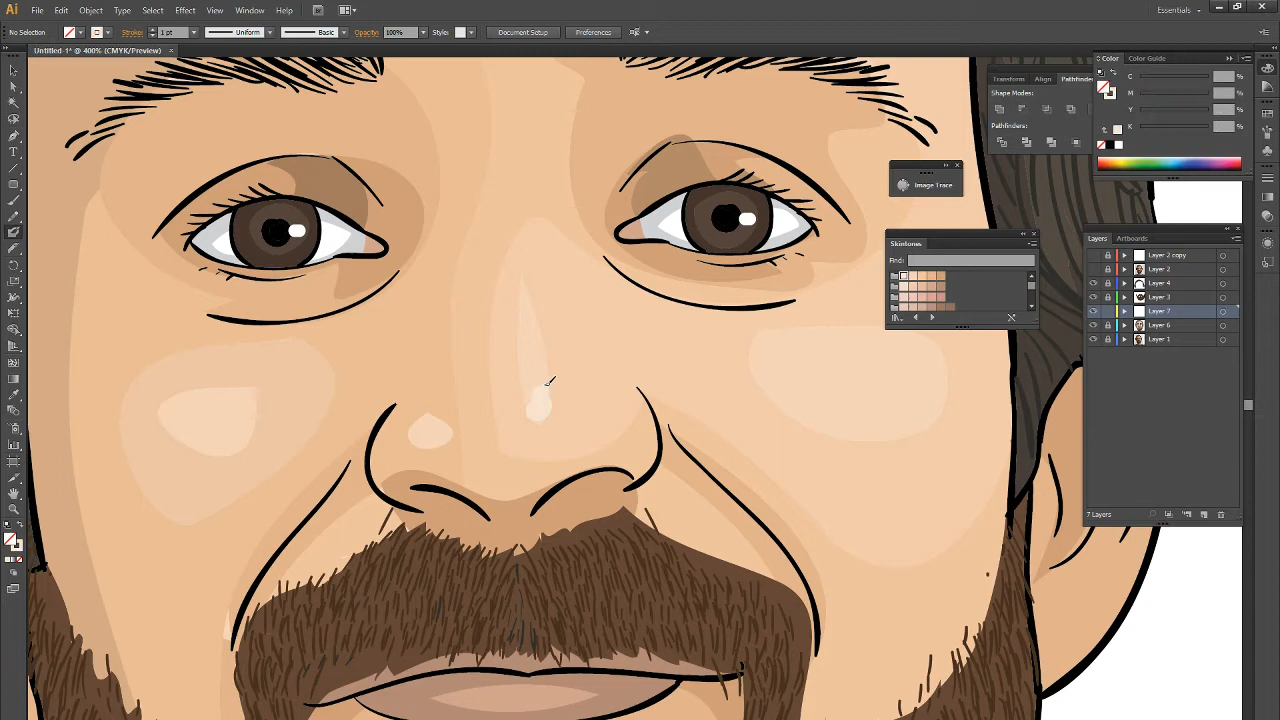 Ai File Edit Object Type Select Effect View Window Help Br Essentials
No Selection Stroke: 1 pt Uniform Basic Opacity: 100% Style: Document Setup Preferences
Untitled-1* @ 400% (CMYK/Preview) ×
Color Color Guide
Transform Align Pathfinder
C %
M %
Y %
K %
Shape Modes:
Pathfinders:
Image Trace
Skintones
Find:
Layers Artboards
Layer 2 copy
Layer 2
Layer 4
Layer 3
Layer 7
Layer 6
Layer 1
7 Layers